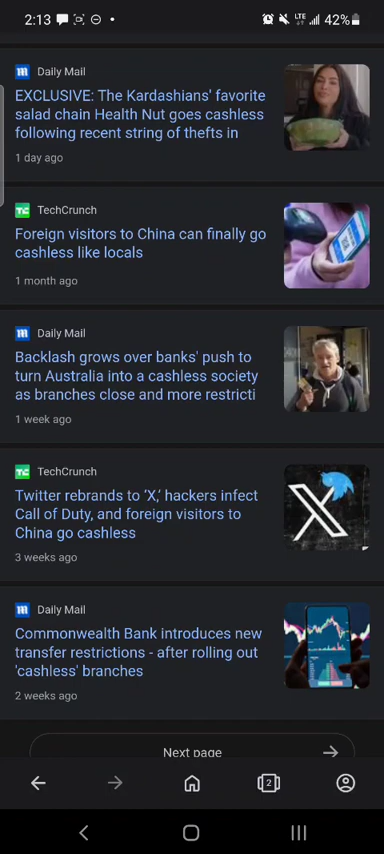 2:13
LTE 42%
Daily Mail
EXCLUSIVE: The Kardashians' favorite
salad chain Health Nut goes cashless
following recent string of thefts in
1 day ago
TechCrunch
Foreign visitors to China can finally go
cashless like locals
1 month ago
Daily Mail
Backlash grows over banks' push to
turn Australia into a cashless society
as branches close and more restricti
1 week ago
TechCrunch
Twitter rebrands to ‘X,’ hackers infect
Call of Duty, and foreign visitors to
China go cashless
3 weeks ago
Daily Mail
Commonwealth Bank introduces new
transfer restrictions - after rolling out
'cashless' branches
2 weeks ago
Next page
2